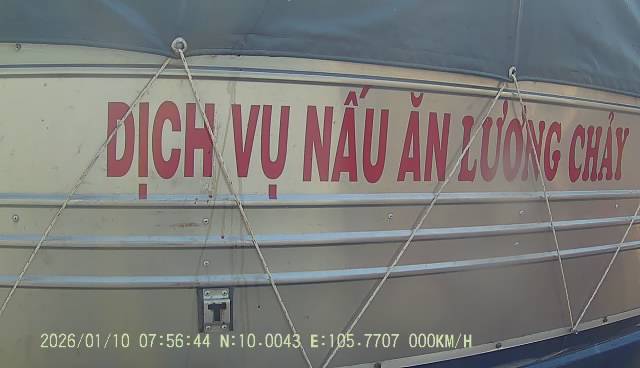 DỊCH VỤ NẤU ĂN LƯƠNG CHẢY
2026/01/10 07:56:44 N:10.0043 E:105.7707 000KM/H